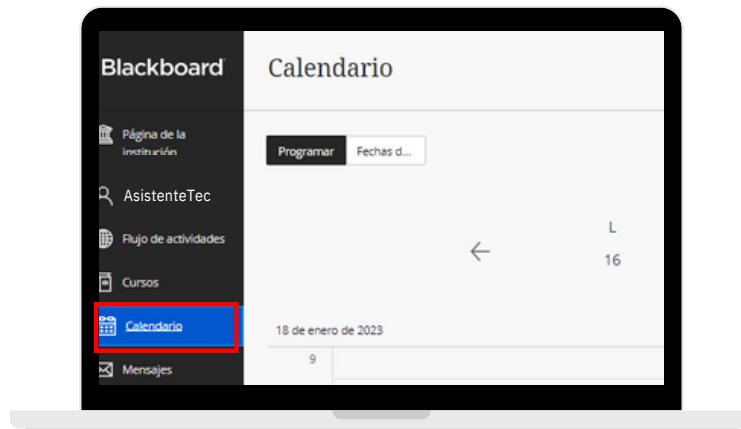 Blackboard
Página de la
institución
AsistenteTec
Flujo de actividades
Cursos
Calendario
Mensajes
Calendario
Programar
Fechas d...
L
16
18 de enero de 2023
9